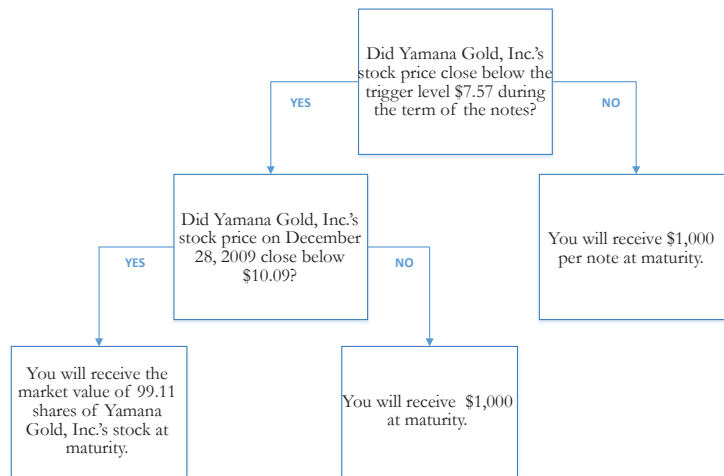 Did Yamana Gold, Inc.'s
stock price close below the
trigger level $7.57 during
the term of the notes?
YES
NO
Did Yamana Gold, Inc.'s
stock price on December
28, 2009 close below
$10.09?
You will receive $1,000
per note at maturity.
YES
NO
You will receive the
market value of 99.11
shares of Yamana
Gold, Inc.'s stock at
maturity.
You will receive  $1,000
at maturity.